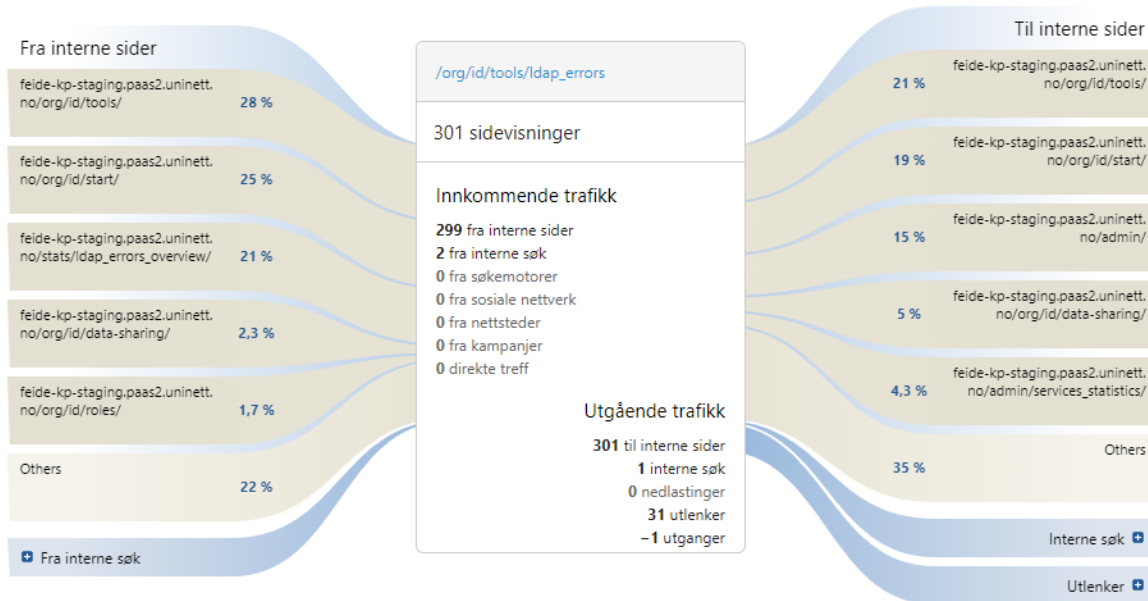 Fra interne sider
feide-kp-staging.paas2.uninett.
no/org/id/tools/
28 %
feide-kp-staging.paas2.uninett.
no/org/id/start/
25 %
feide-kp-staging.paas2.uninett.
no/stats/ldap_errors_overview/
21 %
feide-kp-staging.paas2.uninett.
no/org/id/data-sharing/
2,3 %
feide-kp-staging.paas2.uninett.
no/org/id/roles/
1,7 %
Others
22 %
Fra interne søk
/org/id/tools/ldap_errors
301 sidevisninger
Innkommende trafikk
299 fra interne sider
2 fra interne søk
0 fra søkemotorer
0 fra sosiale nettverk
0 fra nettsteder
0 fra kampanjer
0 direkte treff
Utgående trafikk
301 til interne sider
1 interne søk
0 nedlastinger
31 utlenker
−1 utganger
Til interne sider
feide-kp-staging.paas2.uninett.
no/org/id/tools/
21 %
feide-kp-staging.paas2.uninett.
no/org/id/start/
19 %
feide-kp-staging.paas2.uninett.
no/admin/
15 %
feide-kp-staging.paas2.uninett.
no/org/id/data-sharing/
5 %
feide-kp-staging.paas2.uninett.
no/admin/services_statistics/
4,3 %
Others
35 %
Interne søk
Utlenker